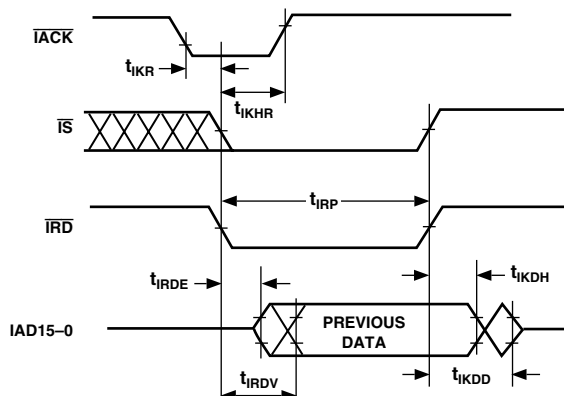 IACK
tIKR
tIKHR
IS
tIRP
IRD
tIRDE
tIKDH
IAD15–0
PREVIOUS
DATA
tIKDD
tIRDV